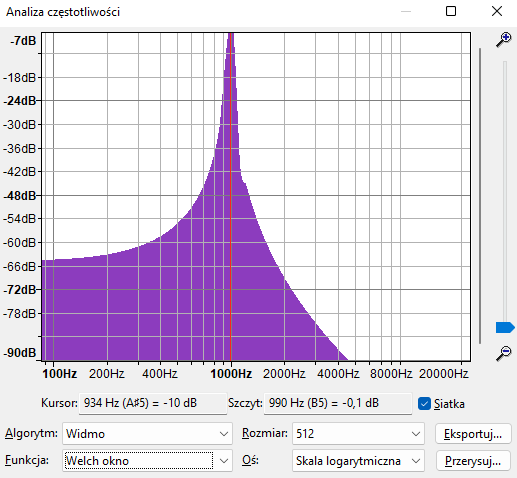 Analiza częstotliwości
-7dB
-18dB
-24dB
-30dB
-36dB
-42dB
-48dB
-54dB
-60dB
-66dB
-72dB
-78dB
-90dB
100Hz 200Hz 400Hz 1000Hz 2000Hz 4000Hz 10000Hz 20000Hz
Kursor: 934 Hz (A♯5) = -10 dB Szczyt: 990 Hz (B5) = -0,1 dB Siatka
Algorytm: Widmo Rozmiar: 512 Eksportuj...
Funkcja: Welch okno Oś: Skala logarytmiczna Przerysuj...